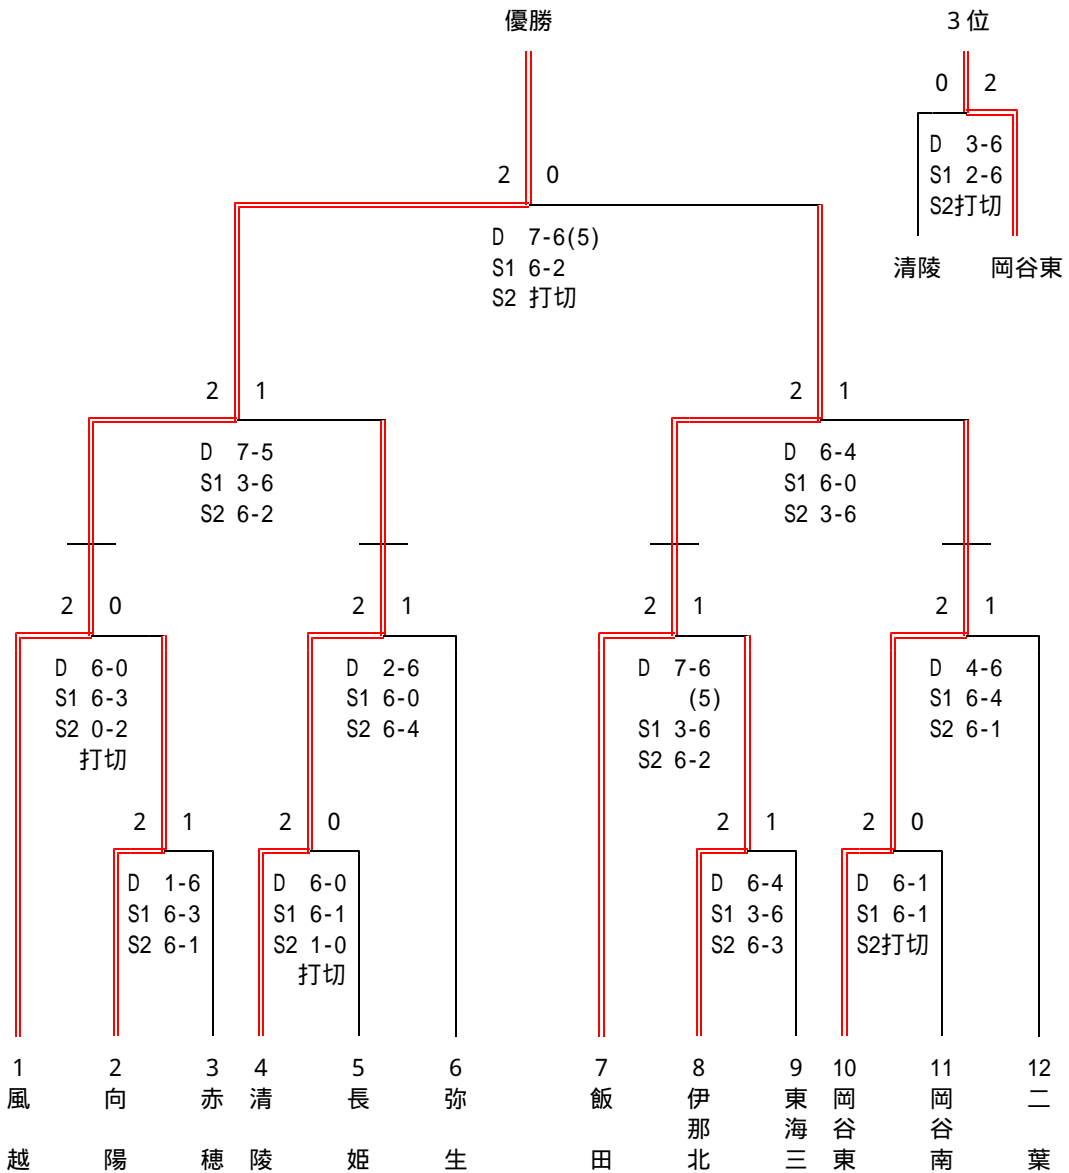 優勝
3位
0 2
D 3-6
S1 2-6
S2打切
清陵 岡谷東
2 0
D 7-6(5)
S1 6-2
S2 打切
2 1
D 7-5
S1 3-6
S2 6-2
2 1
D 6-4
S1 6-0
S2 3-6
2 0
D 6-0
S1 6-3
S2 0-2
打切
2 1
D 2-6
S1 6-0
S2 6-4
2 1
D 7-6
(5)
S1 3-6
S2 6-2
2 1
D 4-6
S1 6-4
S2 6-1
2 1
D 1-6
S1 6-3
S2 6-1
2 0
D 6-0
S1 6-1
S2 1-0
打切
2 1
D 6-4
S1 3-6
S2 6-3
2 0
D 6-1
S1 6-1
S2打切
1 風越
2 向陽
3 赤穂
4 清陵
5 長姫
6 弥生
7 飯田
8 伊那北
9 東海三
10 岡谷東
11 岡谷南
12 二葉